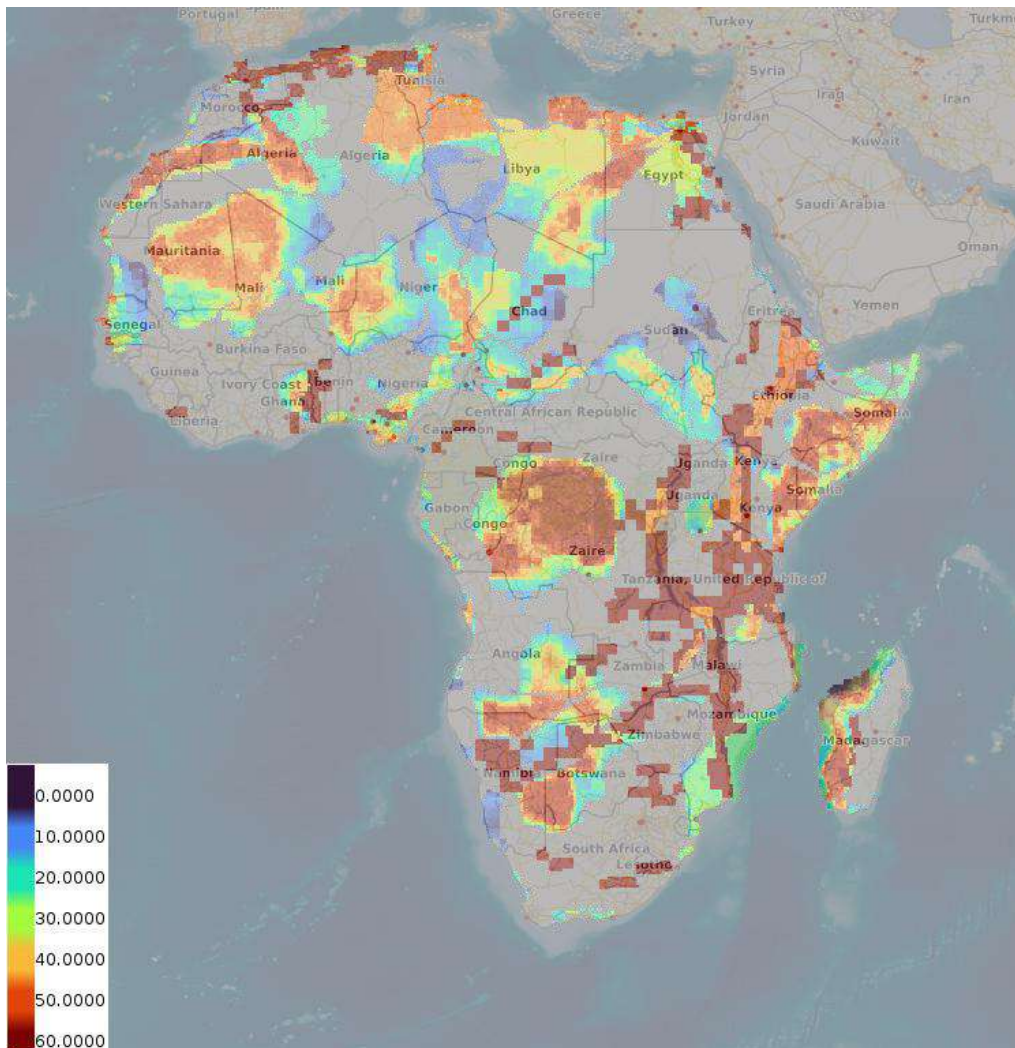 Portugal
Spain
Greece
Turkey
Turkm
Tunisia
Syria
Iraq
Iran
Morocco
Jordan
Kuwait
Algeria
Algeria
Libya
Egypt
Western Sahara
Saudi Arabia
Oman
Mauritania
Mali
Mali
Niger
Chad
Yemen
Senegal
Sudan
Eritrea
Burkina Faso
Guinea
Benin
Nigeria
Ivory Coast
Ghana
Ethiopia
Somalia
Liberia
Central African Republic
Cameroon
Congo
Zaire
Uganda
Kenya
Gabon
Congo
Uganda
Kenya
Somalia
Zaire
Tanzania, United Republic of
Angola
Zambia
Malawi
Mozambique
Zimbabwe
Madagascar
Namibia
Botswana
South Africa
Lesotho
0.0000
10.0000
20.0000
30.0000
40.0000
50.0000
60.0000